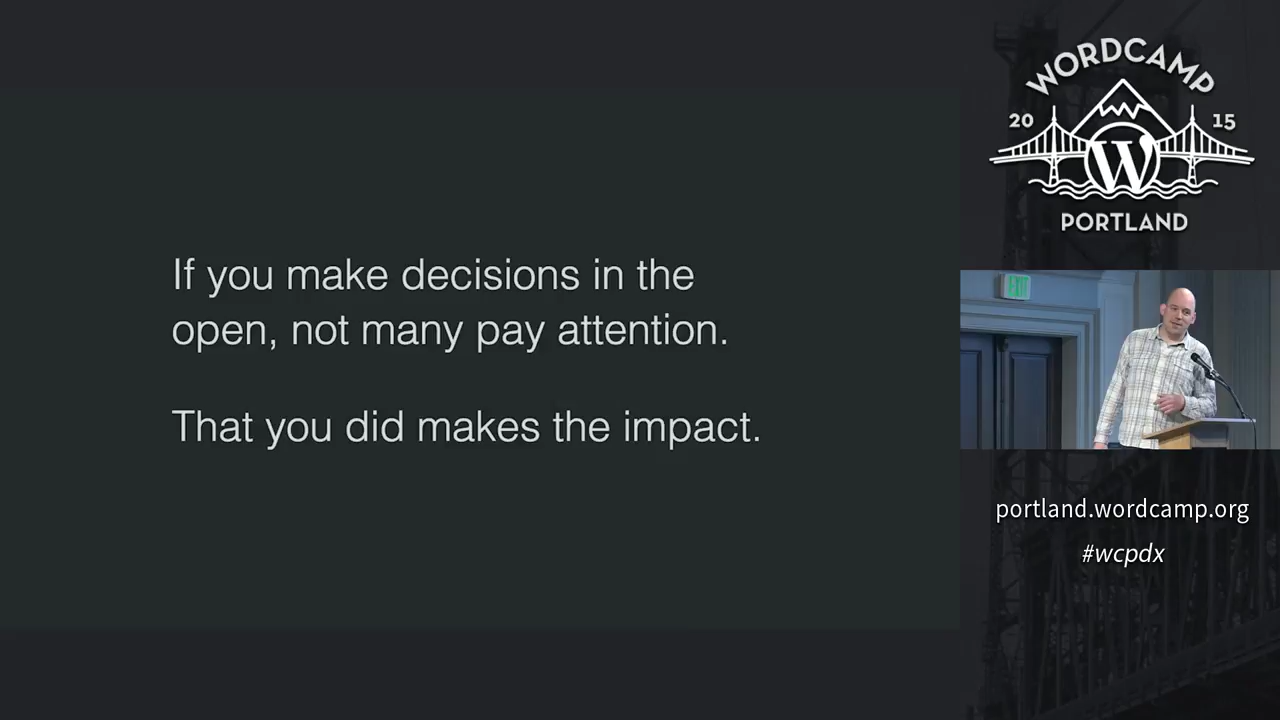 If you make decisions in the
open, not many pay attention.
That you did makes the impact.
WORDCAMP
20 15
W
PORTLAND
EXIT
portland.wordcamp.org
#wcpdx